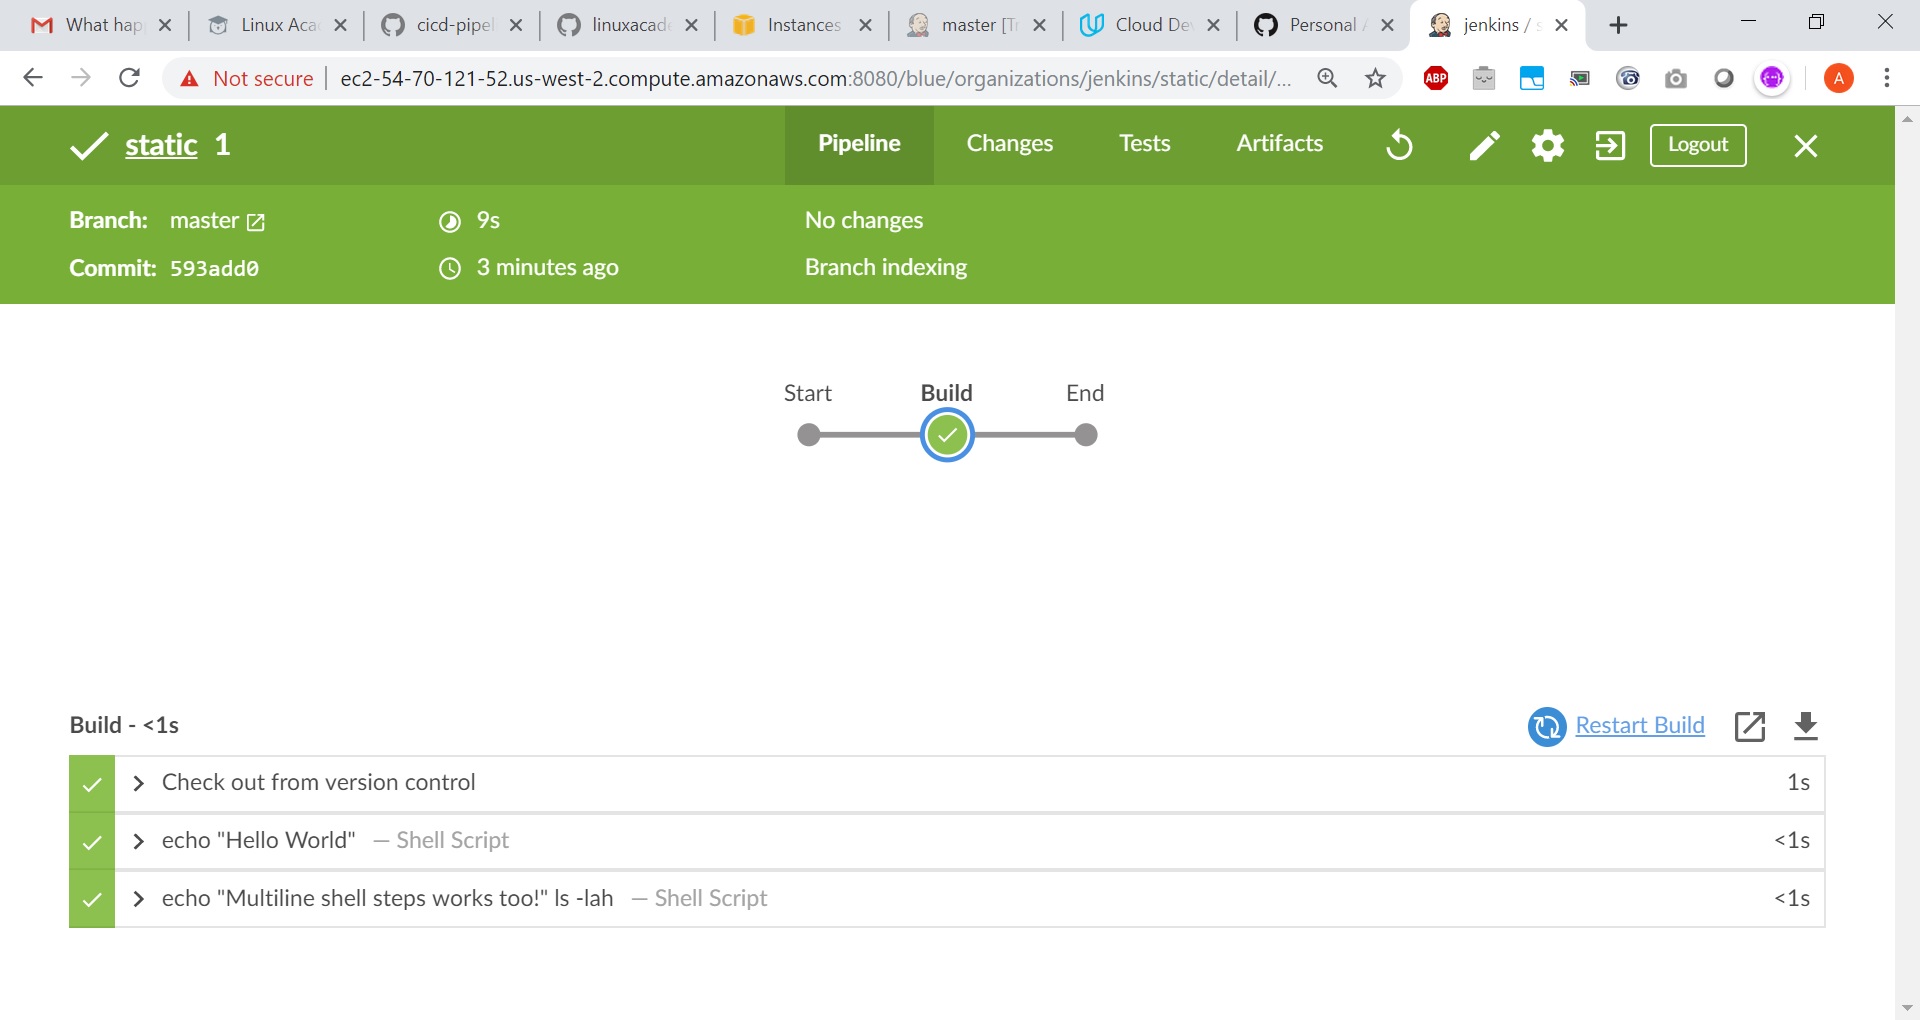 What hap
Linux Aca
cicd-pipel
linuxacade
Instances
master [Tr
Cloud Dev
Personal A
jenkins / s
Not secure
ec2-54-70-121-52.us-west-2.compute.amazonaws.com:8080/blue/organizations/jenkins/static/detail/...
ABP
A
static 1
Pipeline
Changes
Tests
Artifacts
Logout
Branch: master
9s
No changes
Commit: 593add0
3 minutes ago
Branch indexing
Start
Build
End
Build - <1s
Restart Build
Check out from version control
1s
echo "Hello World" — Shell Script
<1s
echo "Multiline shell steps works too!" ls -lah — Shell Script
<1s